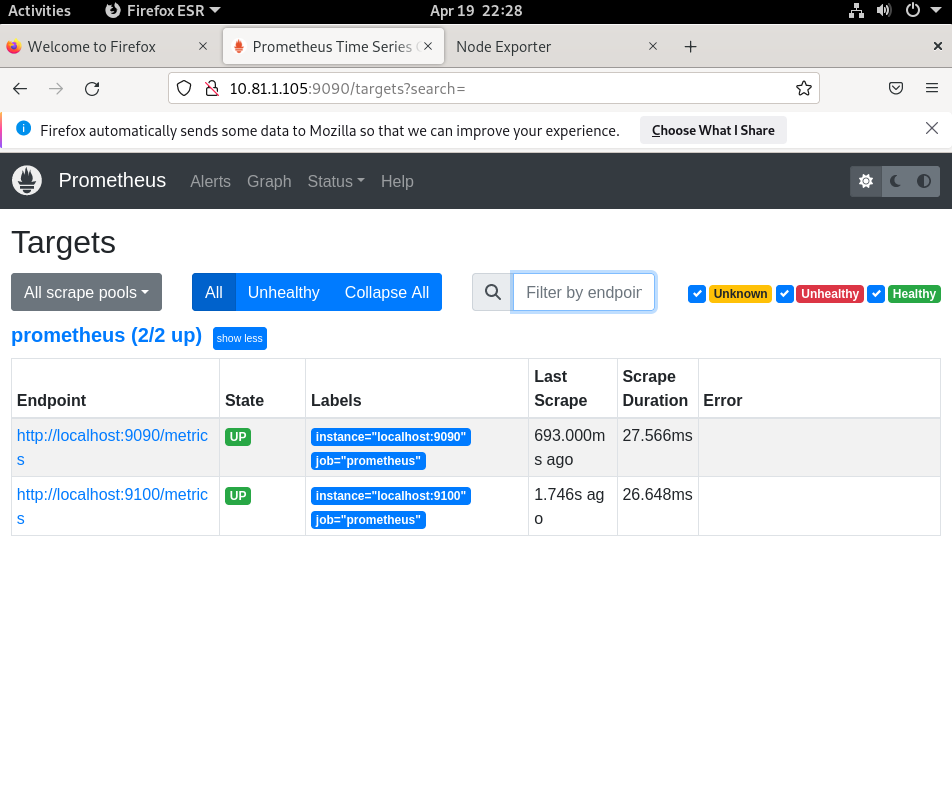 Activities Firefox ESR Apr 19 22:28
Welcome to Firefox Prometheus Time Series Node Exporter
10.81.1.105:9090/targets?search=
Firefox automatically sends some data to Mozilla so that we can improve your experience. Choose What I Share
Prometheus Alerts Graph Status Help
Targets
All scrape pools All Unhealthy Collapse All Filter by endpoin Unknown Unhealthy Healthy
prometheus (2/2 up) show less
Last Scrape
Endpoint State Labels Scrape Duration Error
http://localhost:9090/metric UP instance="localhost:9090" 693.000m 27.566ms
s job="prometheus" s ago
http://localhost:9100/metric UP instance="localhost:9100" 1.746s ag 26.648ms
s job="prometheus" o